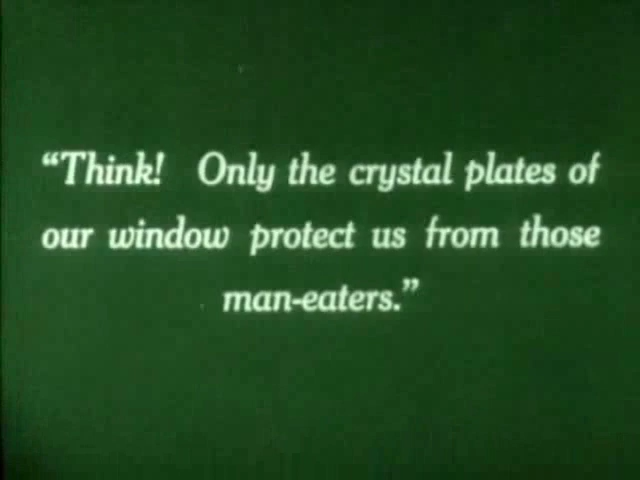 “Think! Only the crystal plates of
our window protect us from those
man-eaters.”